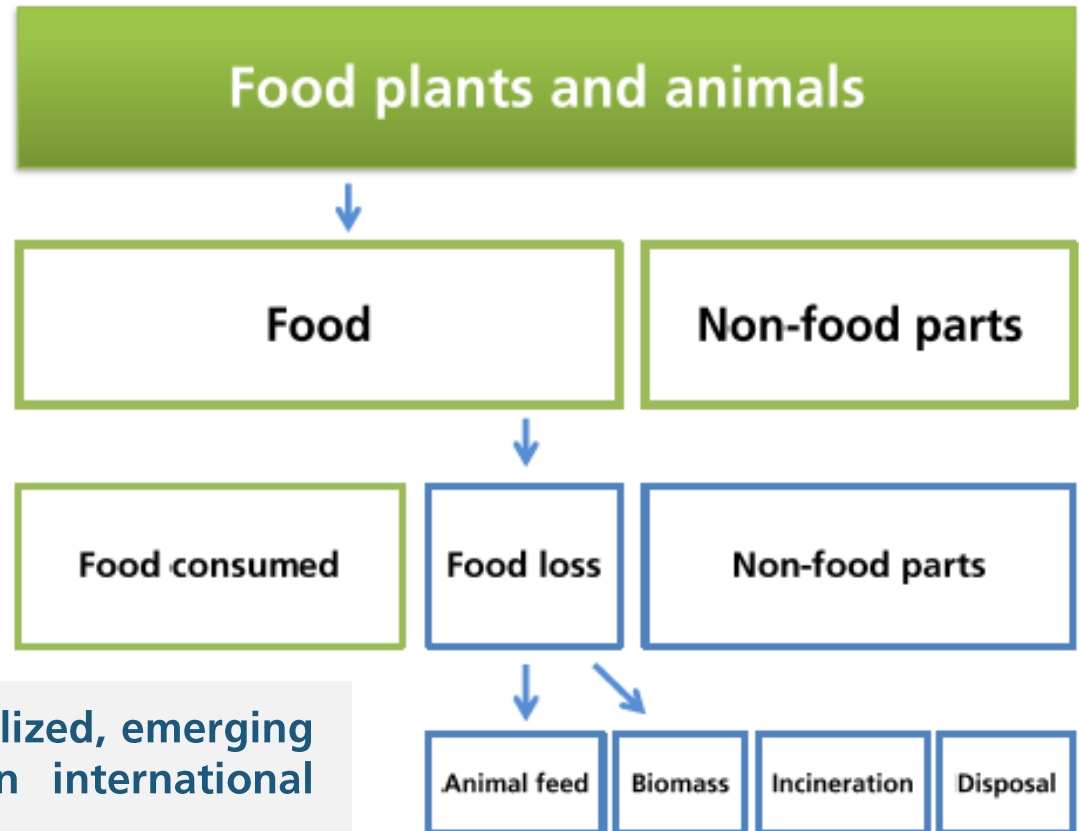 Food plants and animals
Food
Non-food parts
Food consumed
Food loss
Non-food parts
lized, emerging
n international
Animal feed
Biomass
Incineration
Disposal